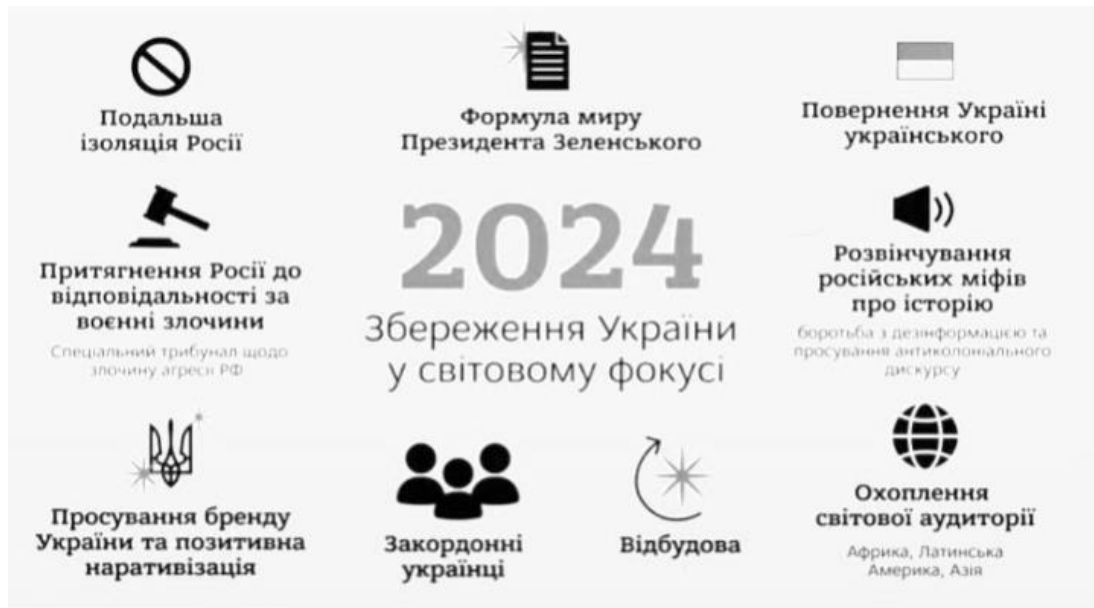 Подальша
ізоляція Росії
Формула миру
Президента Зеленського
Повернення Україні
українського
Притягнення Росії до
відповідальності за
воєнні злочини
Спеціальний трибунал щодо
злочину агресії РФ
2024
Збереження України
у світовому фокусі
Розвінчування
російських міфів
про історію
боротьба з дезінформацією та
просування антиколоніального
дискурсу
Просування бренду
України та позитивна
наративізація
Закордонні
українці
Відбудова
Охоплення
світової аудиторії
Африка, Латинська
Америка, Азія